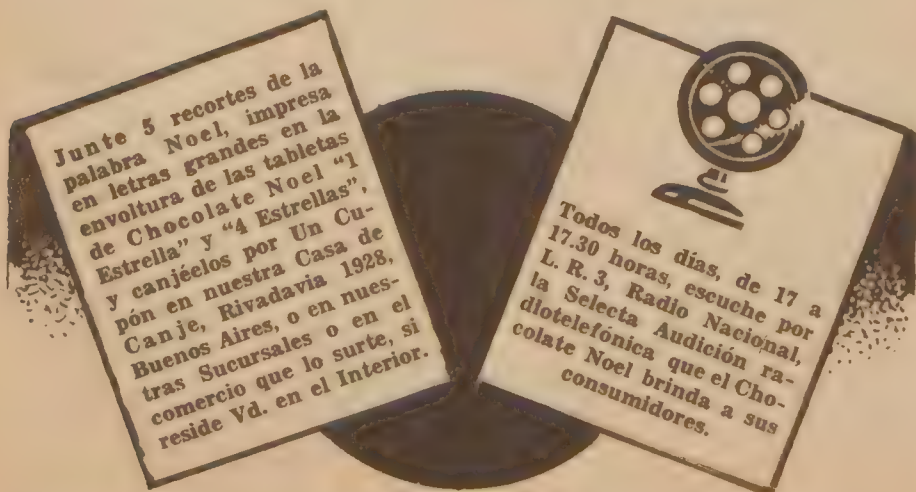 Junte 5 recortes de la
palabra Noel, impresa
en letras grandes en la
envoltura de las tabletas
de Chocolate Noel "1
Estrella" y "4 Estrellas",
y canjéelos por Un Cu-
pón en nuestra Casa de
Canje, Rivadavia 1928,
Buenos Aires, o en nues-
tras Sucursales o en el
comercio que lo surte, si
reside Vd. en el Interior.
Todos los días, de 17 a
17.30 horas, escuche por
L. R. 3, Radio Nacional,
la Selecta Audición ra-
diotelefónica que el Cho-
colate Noel brinda a sus
consumidores.